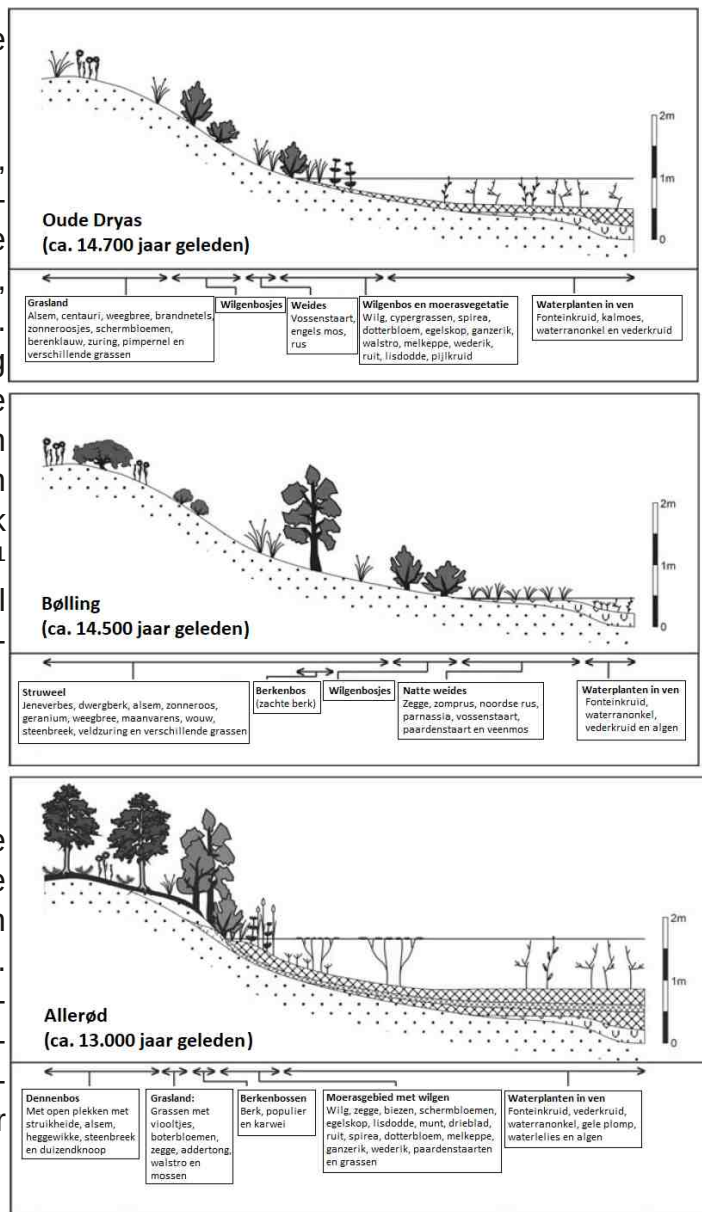 2m
1m
0
Oude Dryas
(ca. 14.700 jaar geleden)
Grasland
Alsem, centauri, weegbree, brandnetels,
zonneroosjes, schermbloemen,
berenklauw, zuring, pimpernel en
verschillende grassen
Wilgenbosjes
Weides
Vossenstaart,
engels mos,
rus
Wilgenbos en moerasvegetatie
Wilg, cypergrassen, spirea,
dotterbloem, egelskop, ganzerik,
walstro, melkeppe, wederik,
ruit, lisdodde, pijlkruid
Waterplanten in ven
Fonteinkruid, kalmoes,
waterranonkel en vederkruid
2m
1m
0
Bølling
(ca. 14.500 jaar geleden)
Struweel
Jeneverbes, dwergberk, alsem, zonneroos,
geranium, weegbree, maanvarens, wouw,
steenbreek, veldzuring en verschillende grassen
Berkenbos
(zachte berk)
Wilgenbosjes
Natte weides
Zegge, zomprus, noordse rus,
parnassia, vossenstaart,
paardenstaart en veenmos
Waterplanten in ven
Fonteinkruid,
waterranonkel,
vederkruid en algen
2m
1m
0
Allerød
(ca. 13.000 jaar geleden)
Dennenbos
Met open plekken met
struikheide, alsem,
heggewikke, steenbreek
en duizendknoop
Grasland:
Grassen met
viooltjes,
boterbloemen,
zegge, addertong,
walstro en
mossen
Berkenbossen
Berk, populier
en karwei
Moerasgebied met wilgen
Wilg, zegge, biezen, schermbloemen,
egelskop, lisdodde, munt, drieblad,
ruit, spirea, dotterbloem, melkeppe,
ganzerik, wederik, paardenstaarten
en grassen
Waterplanten in ven
Fonteinkruid, vederkruid,
waterranonkel, gele plomp,
waterlelies en algen